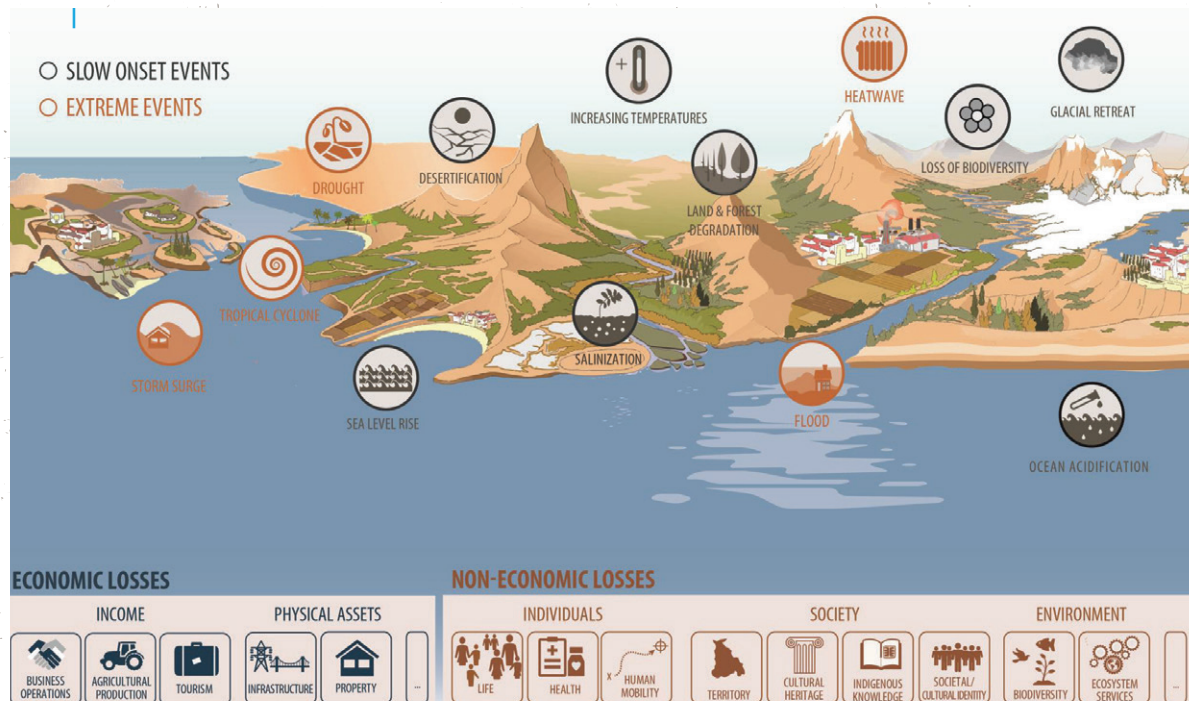 SLOW ONSET EVENTS
EXTREME EVENTS
DROUGHT
DESERTIFICATION
INCREASING TEMPERATURES
+
HEATWAVE
GLACIAL RETREAT
LOSS OF BIODIVERSITY
LAND & FOREST
DEGRADATION
TROPICAL CYCLONE
STORM SURGE
SEA LEVEL RISE
SALINIZATION
FLOOD
OCEAN ACIDIFICATION
ECONOMIC LOSSES
INCOME
BUSINESS
OPERATIONS
AGRICULTURAL
PRODUCTION
TOURISM
PHYSICAL ASSETS
INFRASTRUCTURE
PROPERTY
...
NON-ECONOMIC LOSSES
INDIVIDUALS
LIFE
HEALTH
X
HUMAN
MOBILITY
SOCIETY
TERRITORY
CULTURAL
HERITAGE
INDIGENOUS
KNOWLEDGE
SOCIETAL/
CULTURAL IDENTITY
ENVIRONMENT
BIODIVERSITY
ECOSYSTEM
SERVICES
...